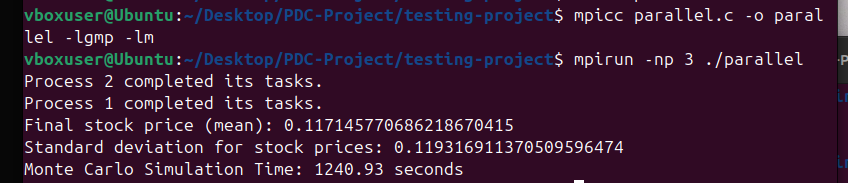 vboxuser@Ubuntu:~/Desktop/PDC-Project/testing-project$ mpicc parallel.c -o paral
lel -lgmp -lm
vboxuser@Ubuntu:~/Desktop/PDC-Project/testing-project$ mpirun -np 3 ./parallel
Process 2 completed its tasks.
Process 1 completed its tasks.
Final stock price (mean): 0.117145770686218670415
Standard deviation for stock prices: 0.119316911370509596474
Monte Carlo Simulation Time: 1240.93 seconds